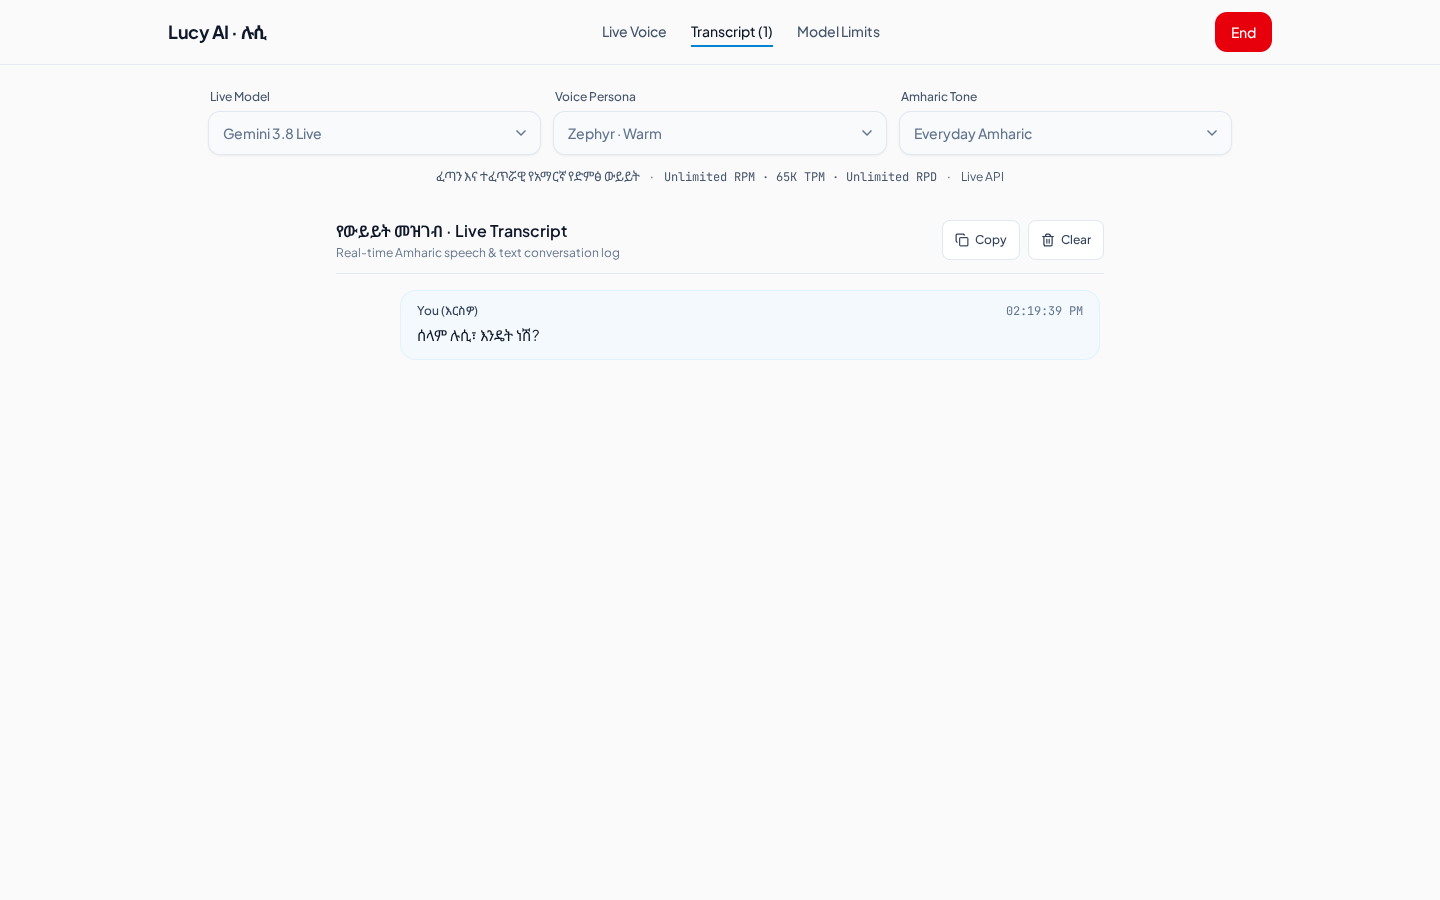 Lucy AI · ሉሲ
Live Voice
Transcript (1)
Model Limits
End
Live Model
Voice Persona
Amharic Tone
Gemini 3.8 Live
Zephyr · Warm
Everyday Amharic
ፈጣን እና ተፈጥሯዊ የአማርኛ የድምፅ ውይይት · Unlimited RPM · 65K TPM · Unlimited RPD · Live API
የውይይት መዝገብ · Live Transcript
Real-time Amharic speech & text conversation log
Copy
Clear
You (እርስዎ)
02:19:39 PM
ሰላም ሉሲ፣ እንዴት ነሽ?